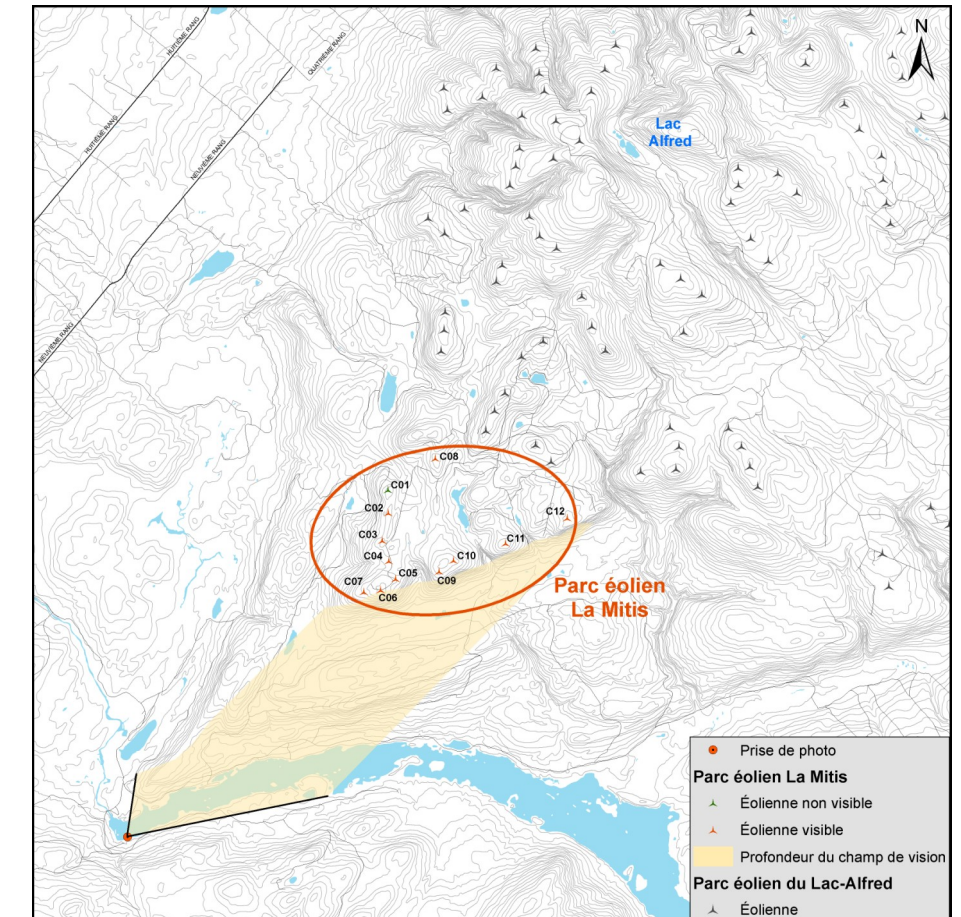 HUITIÈME RANG
QUATRIÈME RANG
N
HUITIÈME RANG
NEUVIÈME RANG
Lac
Alfred
NEUVIÈME RANG
C08
C01
C02
C12
C03
C11
C04
C10
C05
C07
C09
C06
Parc éolien
La Mitis
Prise de photo
Parc éolien La Mitis
Éolienne non visible
Éolienne visible
Profondeur du champ de vision
Parc éolien du Lac-Alfred
Éolienne